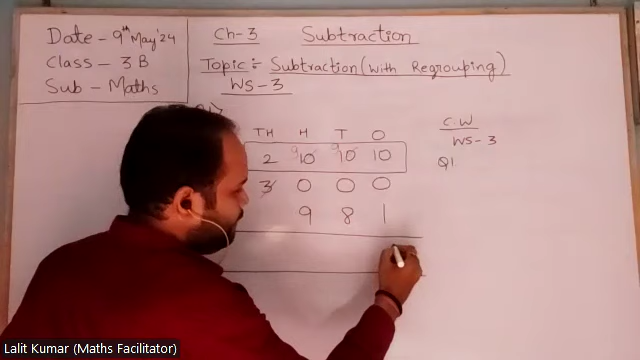 Date - 9th May'24
Class - 3 B
Sub - Maths
Ch-3 Subtraction
Topic :- Subtraction (With Regrouping)
WS-3
TH H T O
2 9 10 9 10 10
3 0 0 0
9 8 1
C.W
WS-3
Q1
Lalit Kumar (Maths Facilitator)